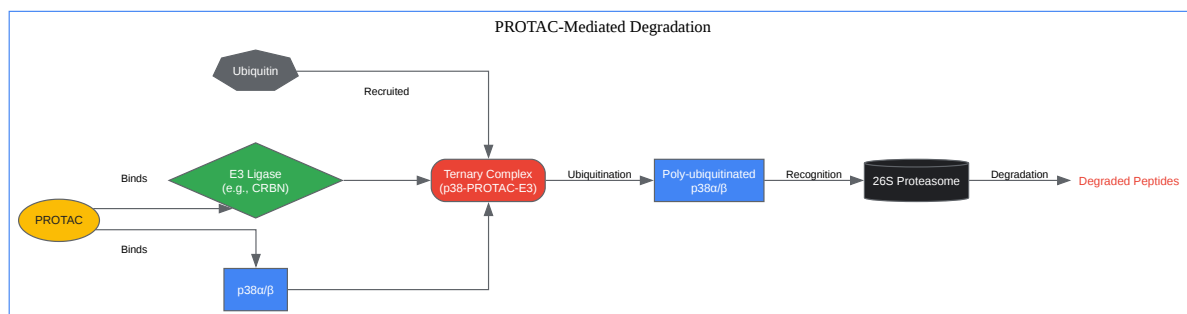 PROTAC-Mediated Degradation
Ubiquitin
Recruited
Binds
E3 Ligase
(e.g., CRBN)
Ternary Complex
(p38-PROTAC-E3)
Ubiquitination
Poly-ubiquitinated
p38α/β
Recognition
26S Proteasome
Degradation
Degraded Peptides
PROTAC
Binds
p38α/β